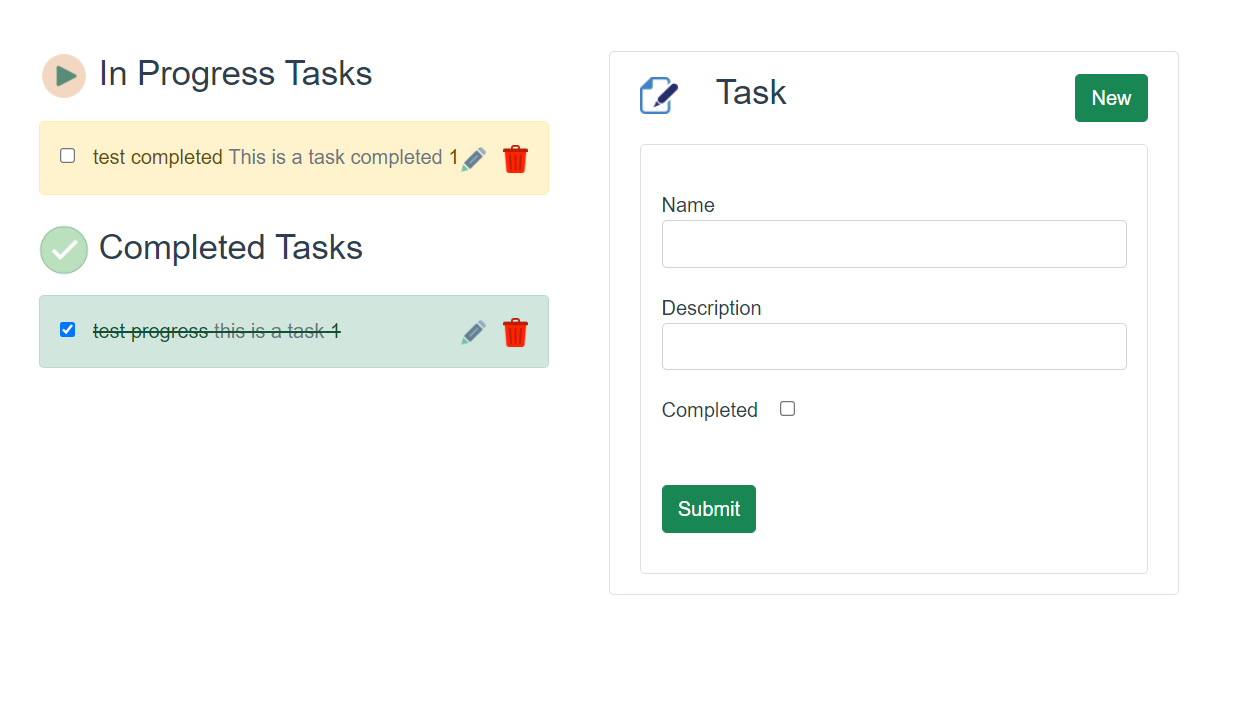 In Progress Tasks
test completed This is a task completed 1
Completed Tasks
test progress this is a task 1
Task
New
Name
Description
Completed
Submit